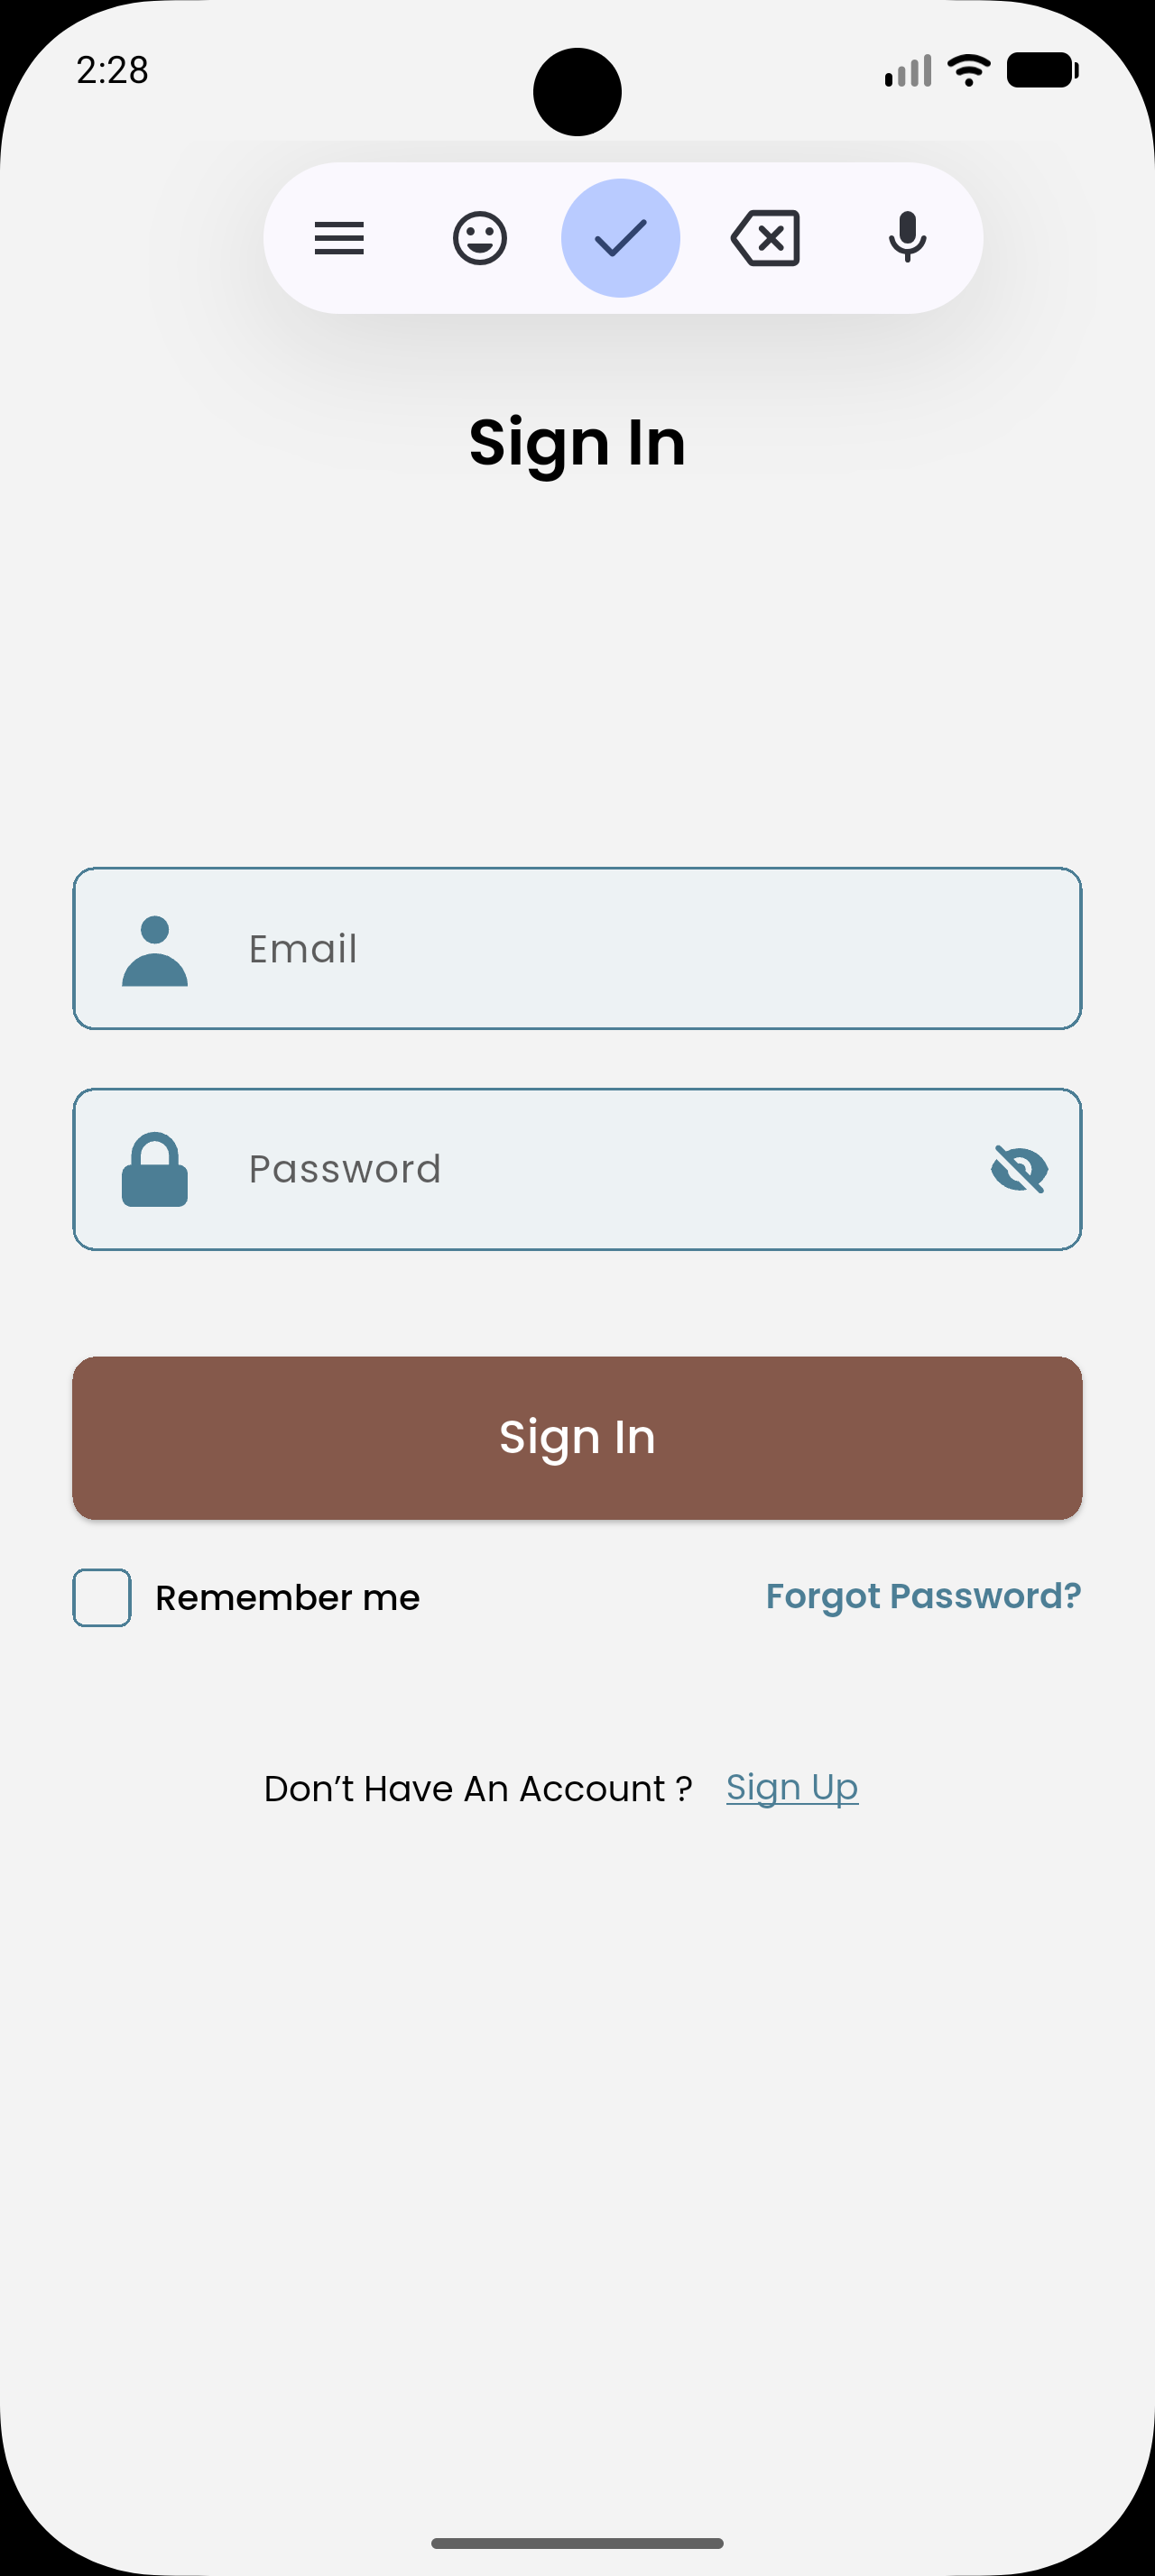 2:28
Sign In
Email
Password
Sign In
Remember me
Forgot Password?
Don’t Have An Account ? Sign Up